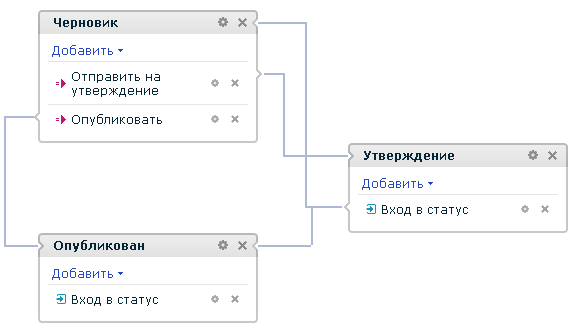 Черновик
Добавить
Отправить на
утверждение
Опубликовать
Утверждение
Добавить
Вход в статус
Опубликован
Добавить
Вход в статус